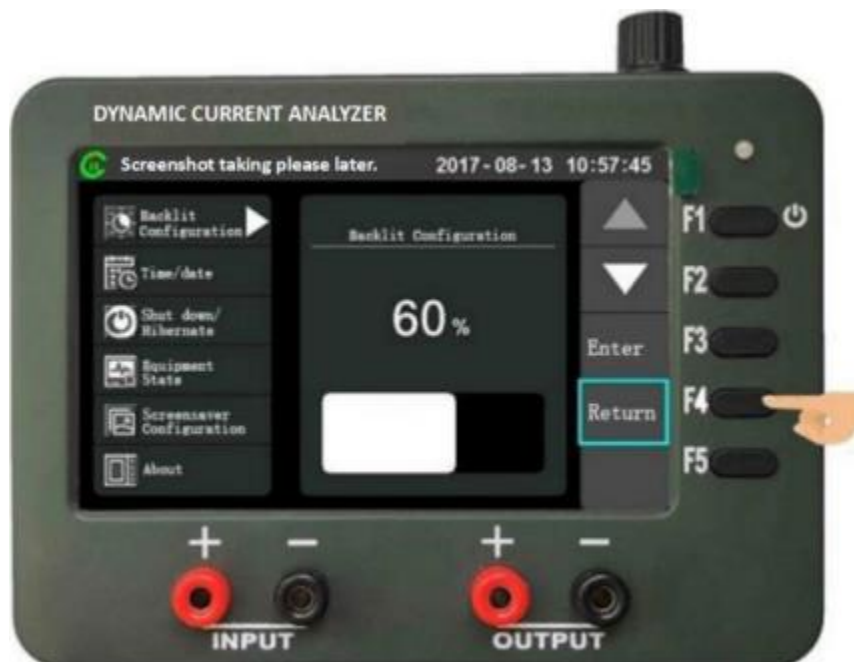 DYNAMIC CURRENT ANALYZER
Screenshot taking please later. 2017-08-13 10:57:45
Backlit
Configuration
Time/date
Shut down/
Hibernate
Equipment
State
Screensaver
Configuration
About
Backlit Configuration
60%
Enter
Return
F1
F2
F3
F4
F5
+ − + −
INPUT OUTPUT